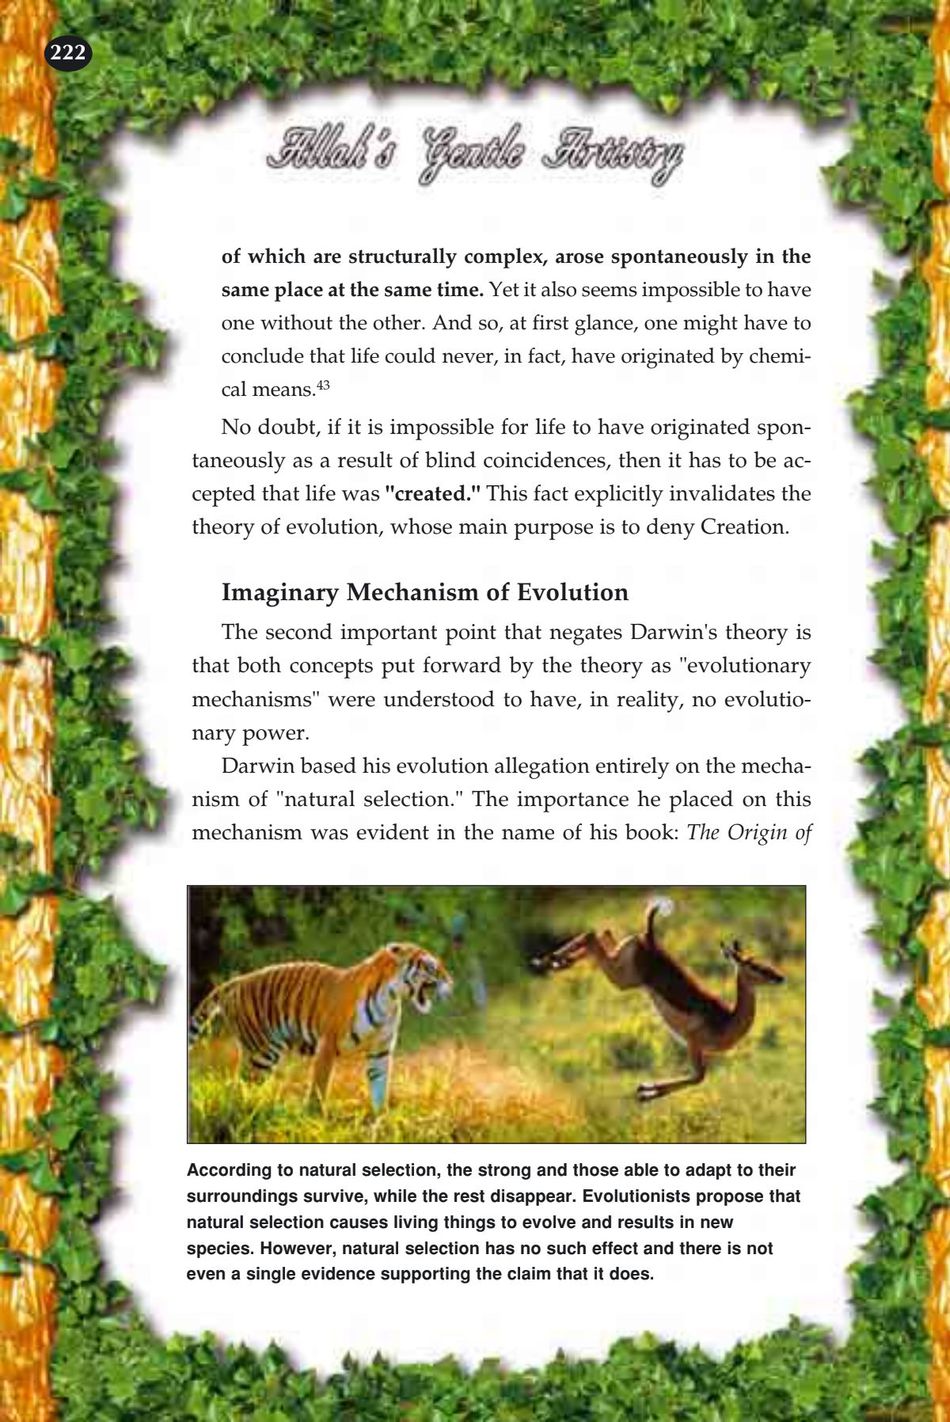 222
Allah's Gentle Artistry
of which are structurally complex, arose spontaneously in the
same place at the same time. Yet it also seems impossible to have
one without the other. And so, at first glance, one might have to
conclude that life could never, in fact, have originated by chemi-
cal means.43
No doubt, if it is impossible for life to have originated spon-
taneously as a result of blind coincidences, then it has to be ac-
cepted that life was "created." This fact explicitly invalidates the
theory of evolution, whose main purpose is to deny Creation.
Imaginary Mechanism of Evolution
The second important point that negates Darwin's theory is
that both concepts put forward by the theory as "evolutionary
mechanisms" were understood to have, in reality, no evolutio-
nary power.
Darwin based his evolution allegation entirely on the mecha-
nism of "natural selection." The importance he placed on this
mechanism was evident in the name of his book: The Origin of
According to natural selection, the strong and those able to adapt to their
surroundings survive, while the rest disappear. Evolutionists propose that
natural selection causes living things to evolve and results in new
species. However, natural selection has no such effect and there is not
even a single evidence supporting the claim that it does.